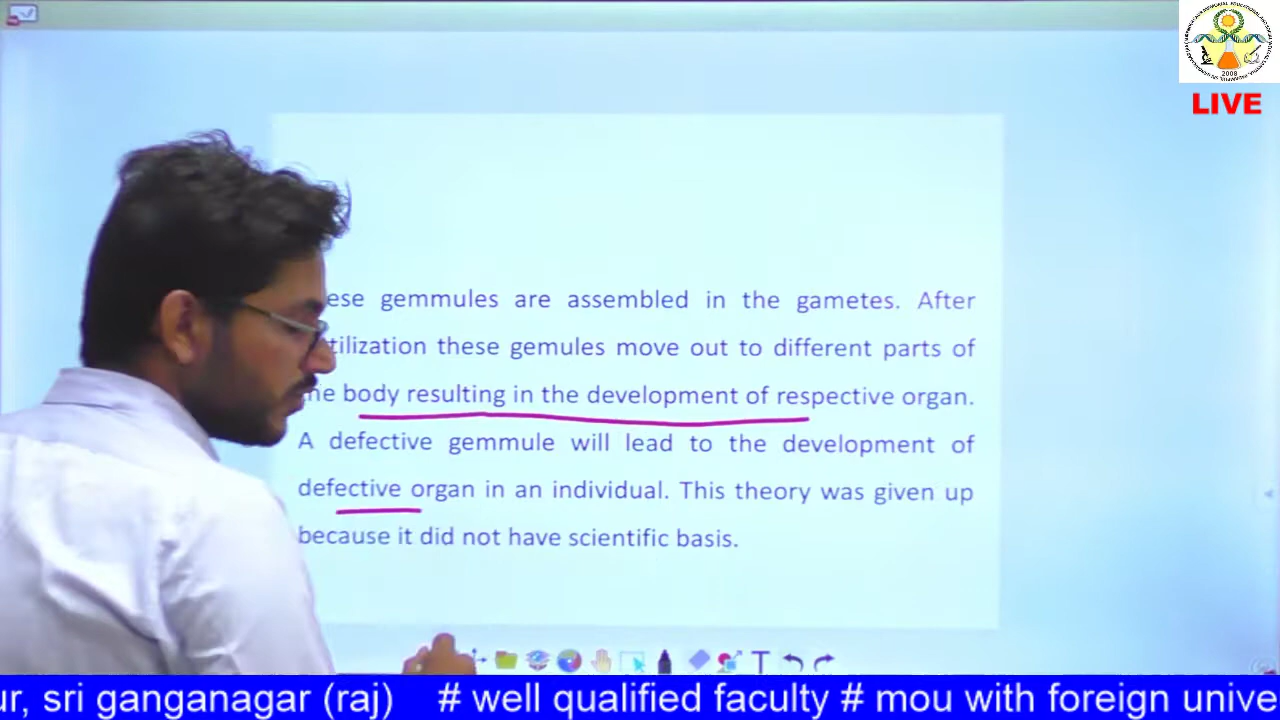 LIVE
2008
ese gemmules are assembled in the gametes. After
tilization these gemules move out to different parts of
he body resulting in the development of respective organ.
A defective gemmule will lead to the development of
defective organ in an individual. This theory was given up
because it did not have scientific basis.
T
ur, sri ganganagar (raj) # well qualified faculty # mou with foreign unive